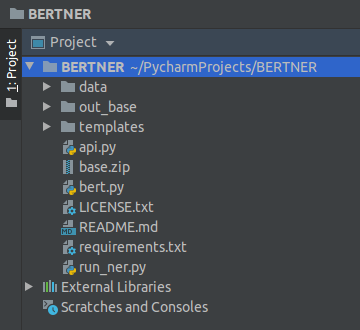 BERTNER
1: Project
Project
BERTNER ~/PycharmProjects/BERTNER
data
out_base
templates
api.py
base.zip
bert.py
LICENSE.txt
README.md
requirements.txt
run_ner.py
External Libraries
Scratches and Consoles